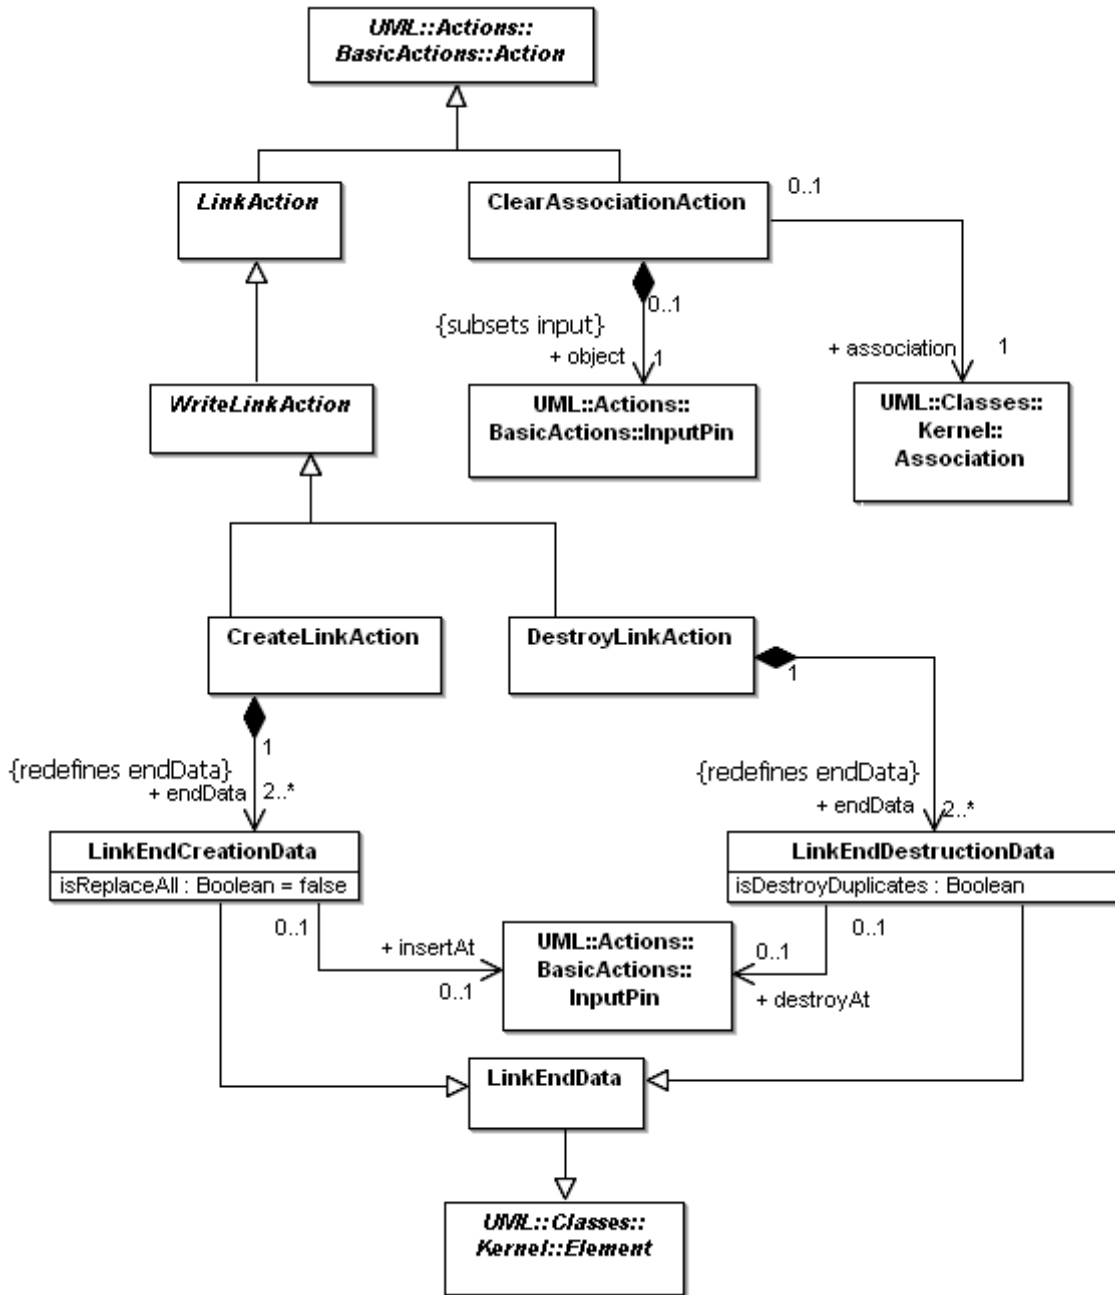 UML::Actions::
BasicActions::Action
LinkAction
ClearAssociationAction
0..1
0..1
{subsets input}
+ object
1
+ association
1
WriteLinkAction
UML::Actions::
BasicActions::InputPin
UML::Classes::
Kernel::
Association
CreateLinkAction
DestroyLinkAction
1
1
{redefines endData}
+ endData
2..*
{redefines endData}
+ endData
2..*
LinkEndCreationData
isReplaceAll : Boolean = false
LinkEndDestructionData
isDestroyDuplicates : Boolean
0..1
+ insertAt
0..1
UML::Actions::
BasicActions::
InputPin
0..1
0..1
+ destroyAt
LinkEndData
UML::Classes::
Kernel::Element